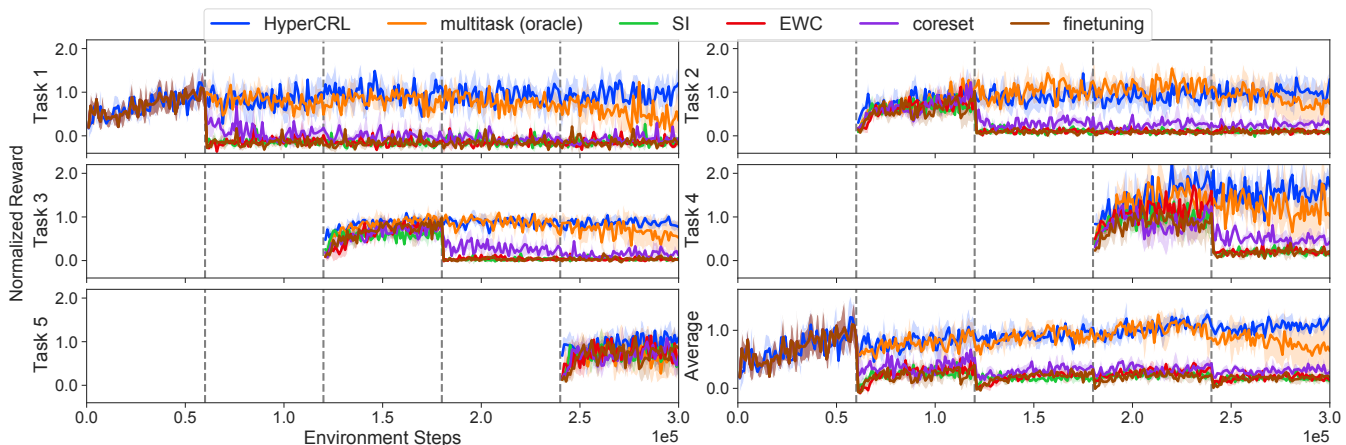 HyperCRL multitask (oracle) SI EWC coreset finetuning
Normalized Reward
Task 1
2.0
1.0
0.0
Task 2
2.0
1.0
0.0
Task 3
2.0
1.0
0.0
Task 4
2.0
1.0
0.0
Task 5
2.0
1.0
0.0
Average
1.0
0.0
0.0 0.5 1.0 1.5 2.0 2.5 3.0
1e5
Environment Steps
0.0 0.5 1.0 1.5 2.0 2.5 3.0
1e5